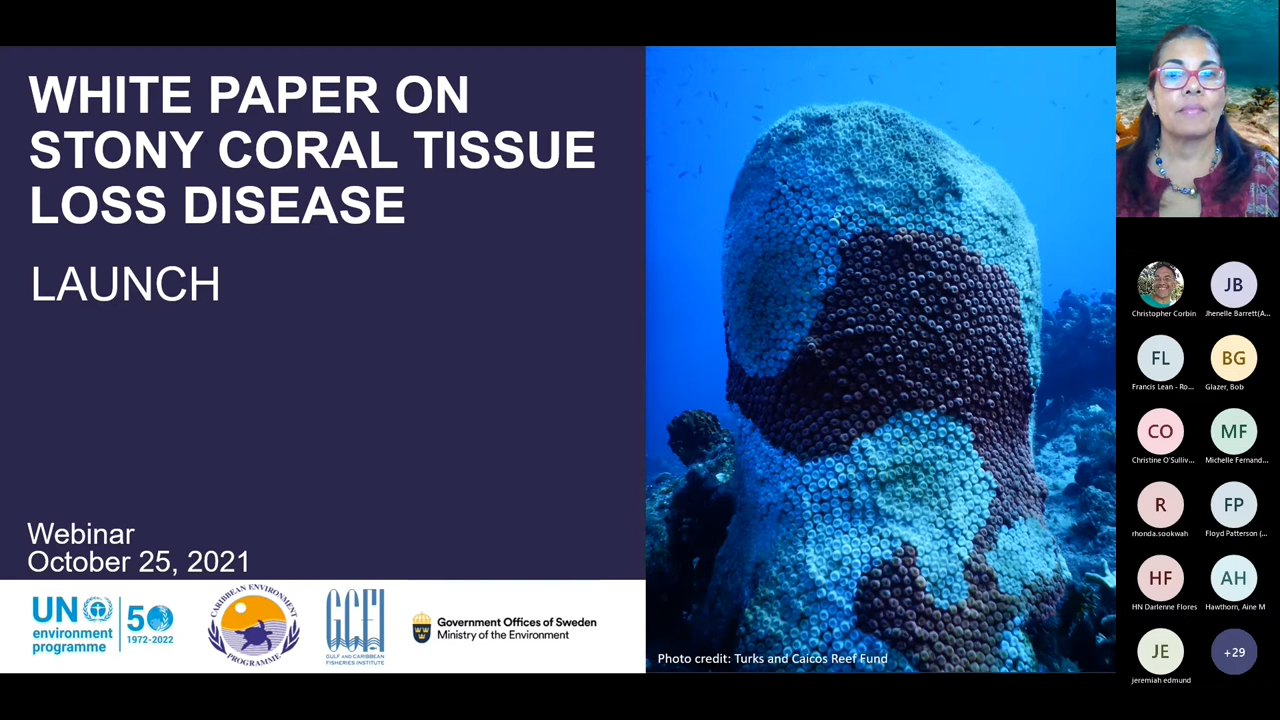 WHITE PAPER ON
STONY CORAL TISSUE
LOSS DISEASE
LAUNCH
Webinar
October 25, 2021
UN
environment
programme
50
1972-2022
CARIBBEAN ENVIRONMENT
PROGRAMME
GCFI
GULF AND CARIBBEAN
FISHERIES INSTITUTE
Government Offices of Sweden
Ministry of the Environment
Photo credit: Turks and Caicos Reef Fund
Christopher Corbin
JB
Jhenelle Barrett(A...
FL
Francis Lean - Ro...
BG
Glazer, Bob
CO
Christine O'Sulliv...
MF
Michelle Fernand...
R
rhonda.sookwah
FP
Floyd Patterson (...
HF
HN Darlenne Flores
AH
Hawthorn, Aine M
JE
jeremiah edmund
+29